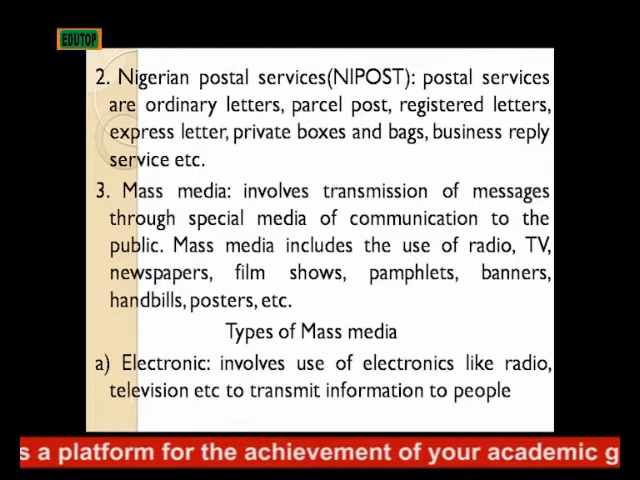 EDUTOP
2. Nigerian postal services(NIPOST): postal services
are ordinary letters, parcel post, registered letters,
express letter, private boxes and bags, business reply
service etc.
3. Mass media: involves transmission of messages
through special media of communication to the
public. Mass media includes the use of radio, TV,
newspapers, film shows, pamphlets, banners,
handbills, posters, etc.
Types of Mass media
a) Electronic: involves use of electronics like radio,
television etc to transmit information to people
s a platform for the achievement of your academic g